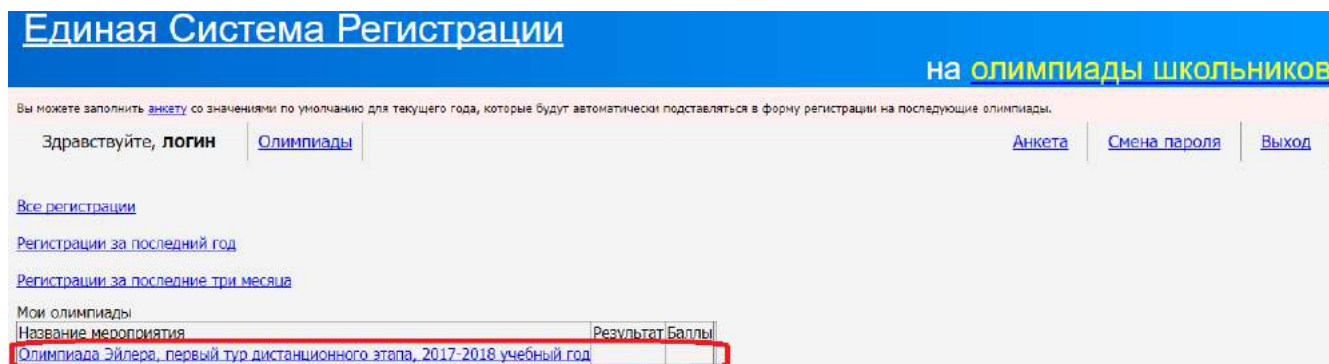 Единая Система Регистрации
на олимпиады школьников
Вы можете заполнить анкету со значениями по умолчанию для текущего года, которые будут автоматически подставляться в форму регистрации на последующие олимпиады.
Здравствуйте, логин Олимпиады Анкета Смена пароля Выход
Все регистрации
Регистрации за последний год
Регистрации за последние три месяца
Мои олимпиады
Название мероприятия Результат Баллы
Олимпиада Эйлера, первый тур дистанционного этапа, 2017-2018 учебный год